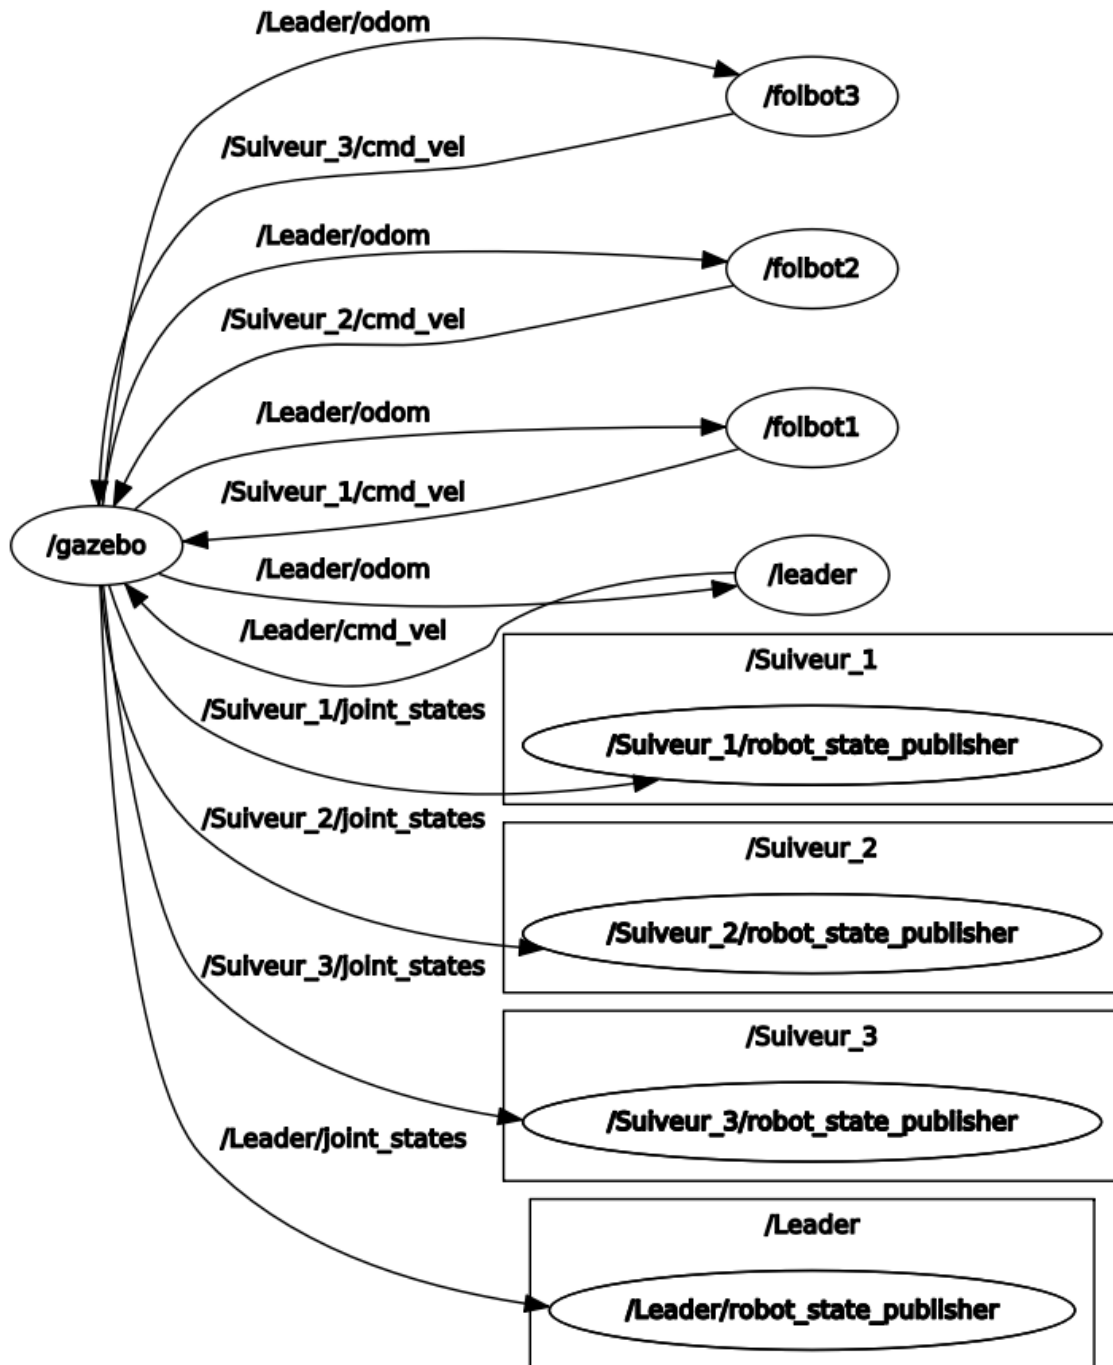 /Leader/odom
/folbot3
/Suiveur_3/cmd_vel
/Leader/odom
/folbot2
/Suiveur_2/cmd_vel
/Leader/odom
/folbot1
/Suiveur_1/cmd_vel
/gazebo
/Leader/odom
/leader
/Leader/cmd_vel
/Suiveur_1
/Suiveur_1/joint_states
/Suiveur_1/robot_state_publisher
/Suiveur_2/joint_states
/Suiveur_2
/Suiveur_2/robot_state_publisher
/Suiveur_3/joint_states
/Suiveur_3
/Suiveur_3/robot_state_publisher
/Leader/joint_states
/Leader
/Leader/robot_state_publisher